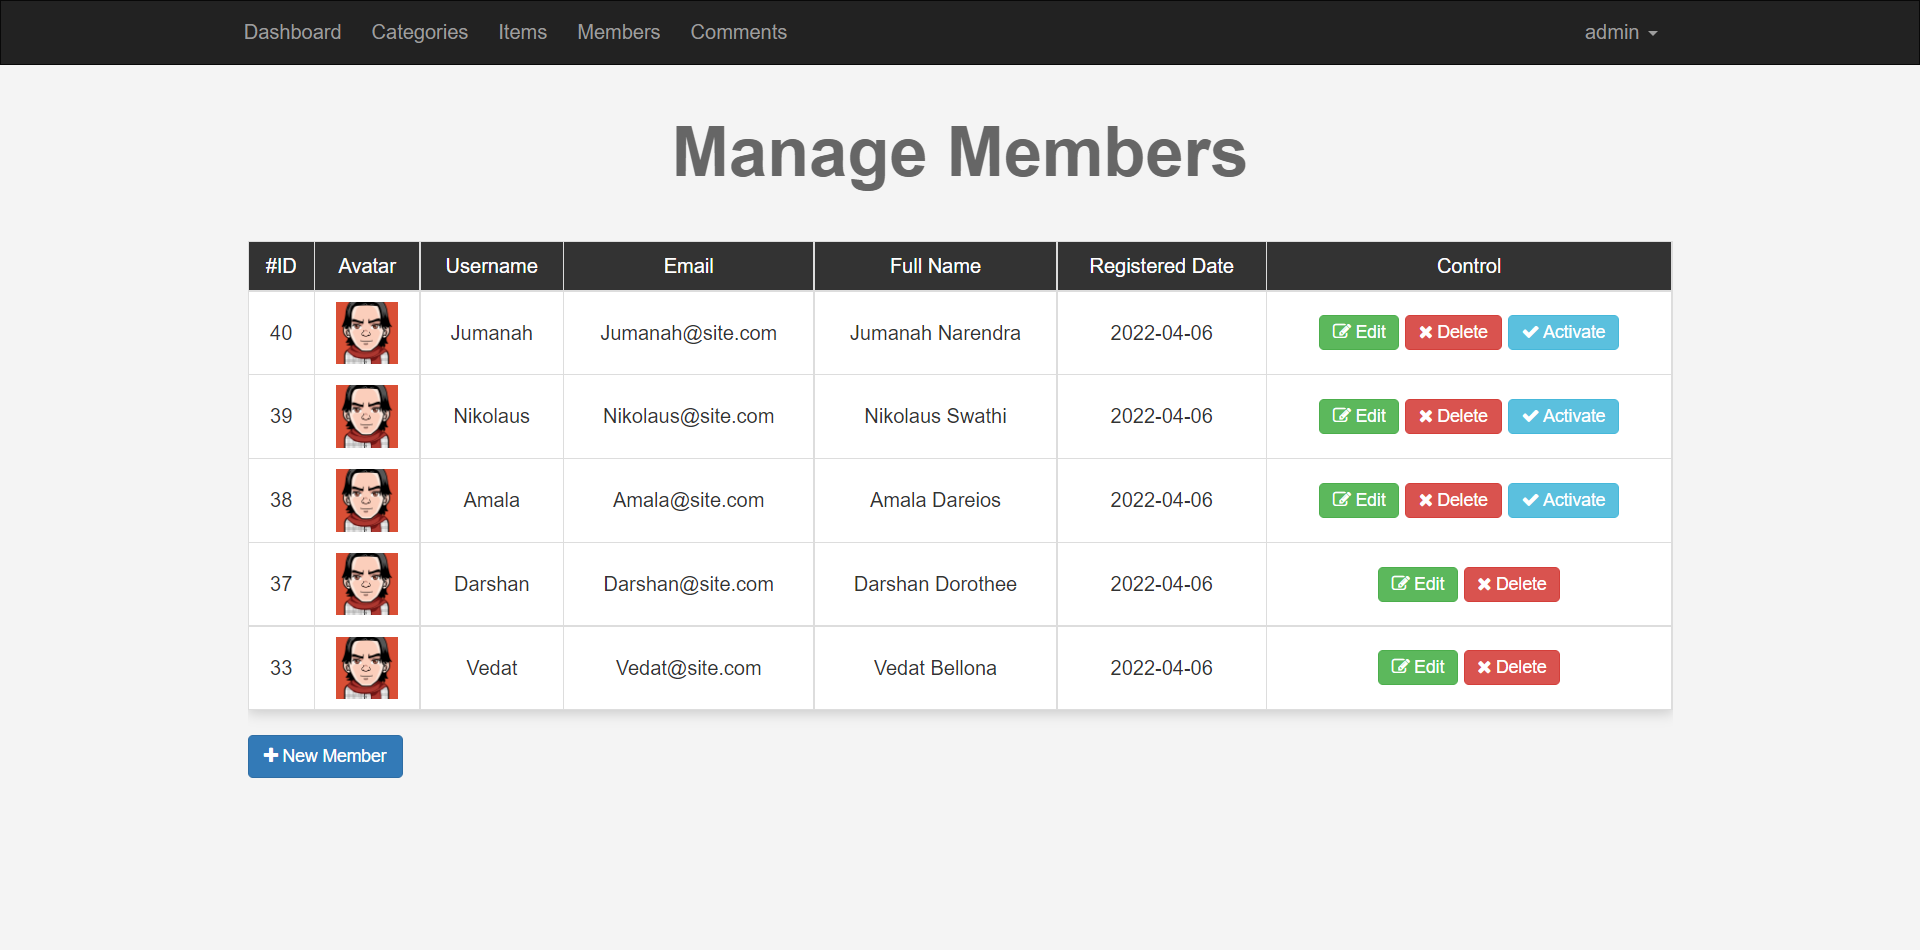 Dashboard Categories Items Members Comments admin
Manage Members
#ID Avatar Username Email Full Name Registered Date Control
40 Jumanah Jumanah@site.com Jumanah Narendra 2022-04-06 Edit Delete Activate
39 Nikolaus Nikolaus@site.com Nikolaus Swathi 2022-04-06 Edit Delete Activate
38 Amala Amala@site.com Amala Dareios 2022-04-06 Edit Delete Activate
37 Darshan Darshan@site.com Darshan Dorothee 2022-04-06 Edit Delete
33 Vedat Vedat@site.com Vedat Bellona 2022-04-06 Edit Delete
New Member